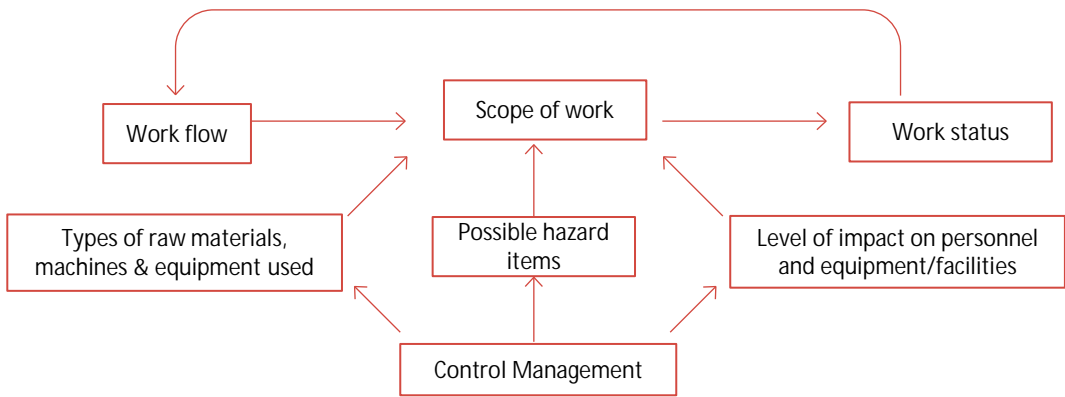 Work flow
Scope of work
Work status
Types of raw materials,
machines & equipment used
Possible hazard
items
Level of impact on personnel
and equipment/facilities
Control Management